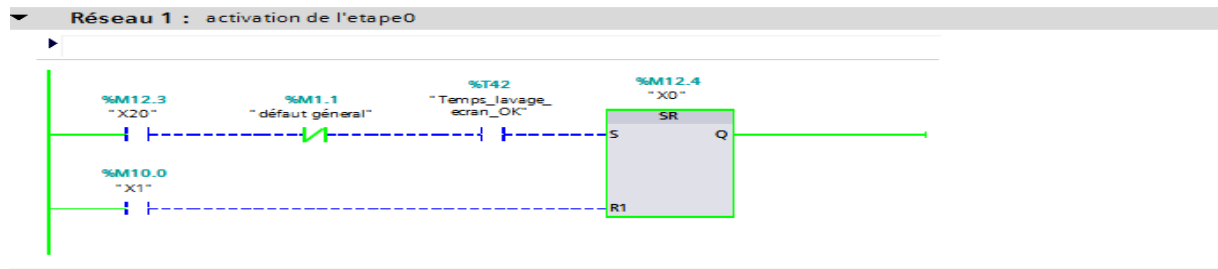 Réseau 1 : activation de l'etape0
%M12.3
"X20"
%M1.1
"défaut géneral"
%T42
"Temps_lavage_
ecran_OK"
%M12.4
"X0"
SR
S
Q
%M10.0
"X1"
R1